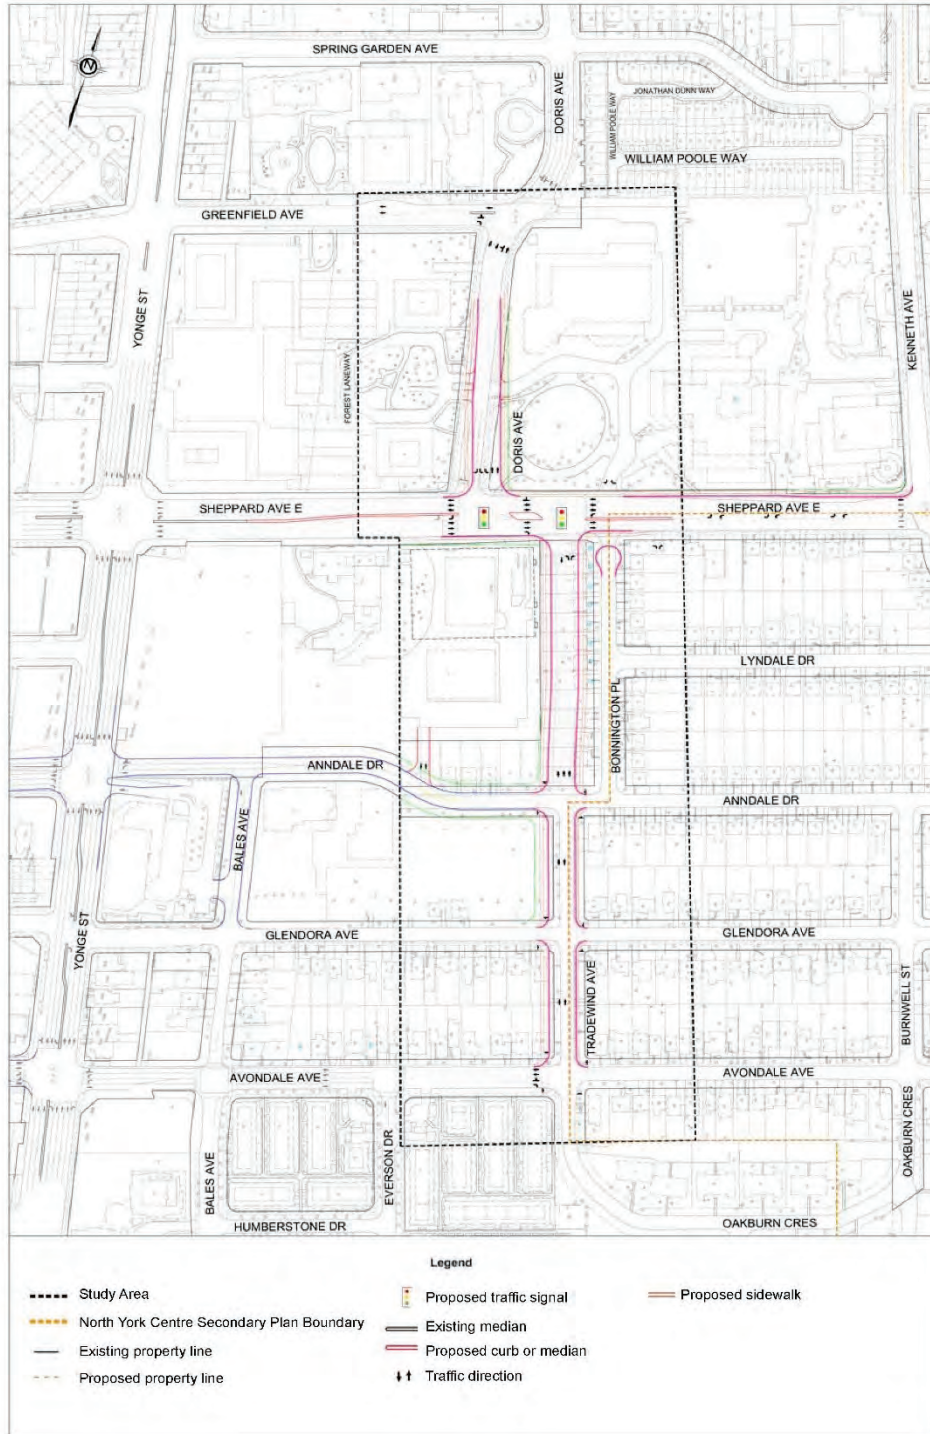 N
SPRING GARDEN AVE
DORIS AVE
WILLIAM POOLE WAY
JONATHAN DUNN WAY
WILLIAM POOLE WAY
GREENFIELD AVE
YONGE ST
FOREST LANEWAY
DORIS AVE
KENNETH AVE
SHEPPARD AVE E
SHEPPARD AVE E
LYNDALE DR
BONNINGTON PL
ANNDALE DR
ANNDALE DR
BALES AVE
YONGE ST
GLENDORA AVE
GLENDORA AVE
TRADEWIND AVE
BURNWELL ST
AVONDALE AVE
AVONDALE AVE
BALES AVE
EVERSON DR
OAKBURN CRES
HUMBERSTONE DR
OAKBURN CRES
Legend
Study Area
North York Centre Secondary Plan Boundary
Existing property line
Proposed property line
Proposed traffic signal
Existing median
Proposed curb or median
Traffic direction
Proposed sidewalk